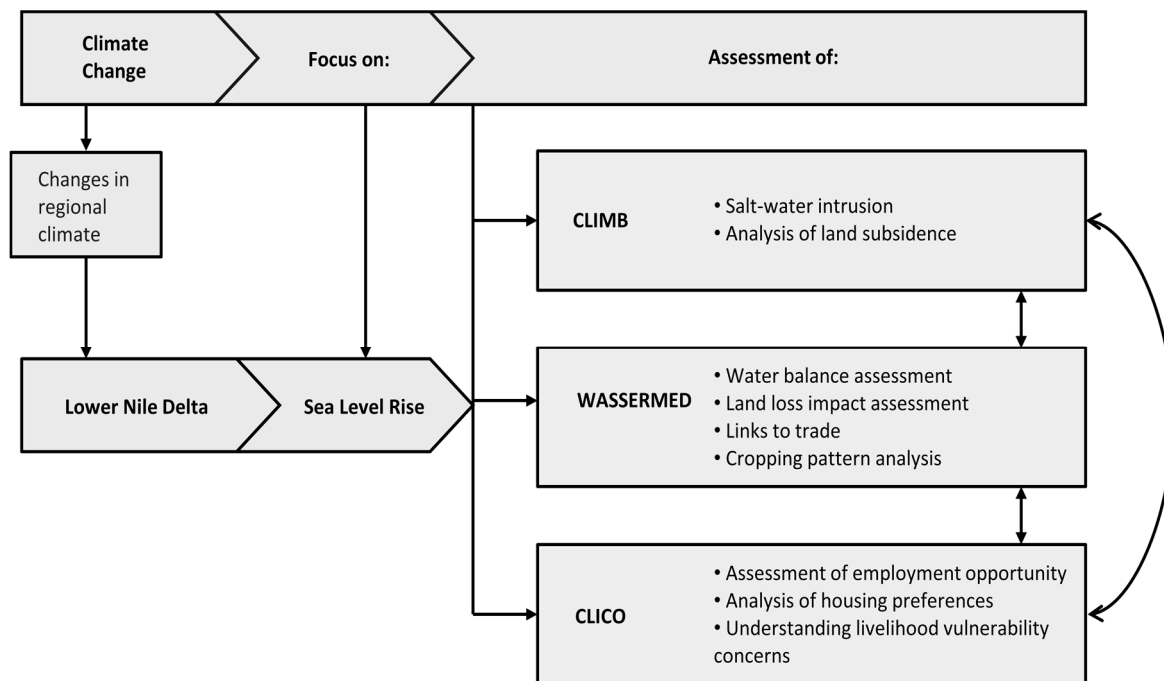 Climate
Change
Focus on:
Assessment of:
Changes in
regional
climate
CLIMB
• Salt-water intrusion
• Analysis of land subsidence
Lower Nile Delta
Sea Level Rise
WASSERMED
• Water balance assessment
• Land loss impact assessment
• Links to trade
• Cropping pattern analysis
CLICO
• Assessment of employment opportunity
• Analysis of housing preferences
• Understanding livelihood vulnerability
concerns